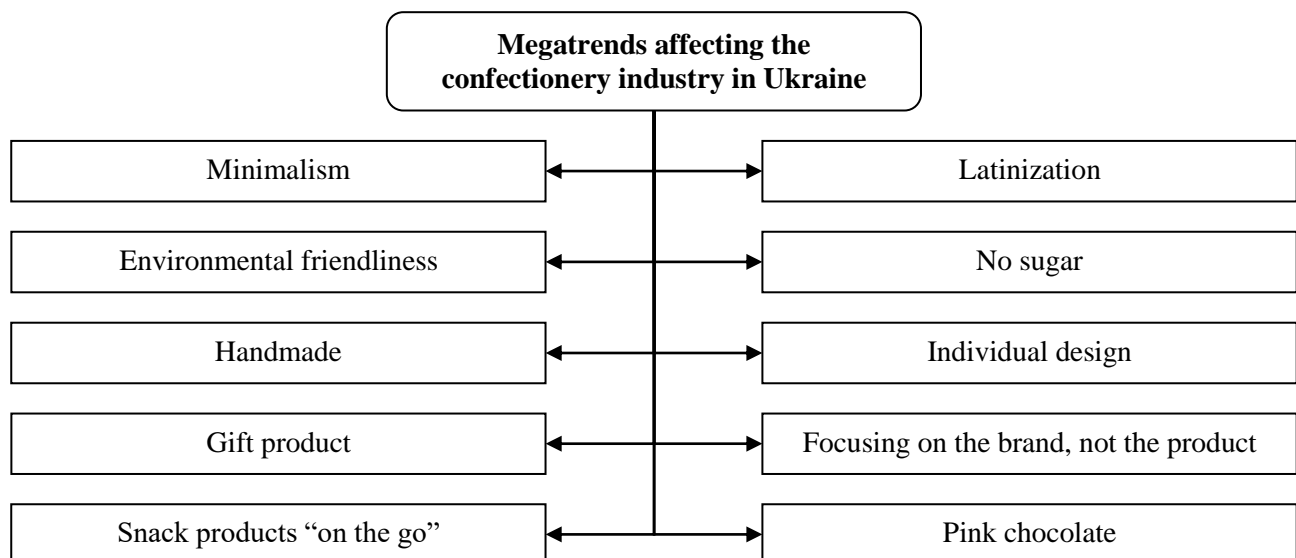 Megatrends affecting the
confectionery industry in Ukraine
Minimalism
Latinization
Environmental friendliness
No sugar
Handmade
Individual design
Gift product
Focusing on the brand, not the product
Snack products “on the go”
Pink chocolate